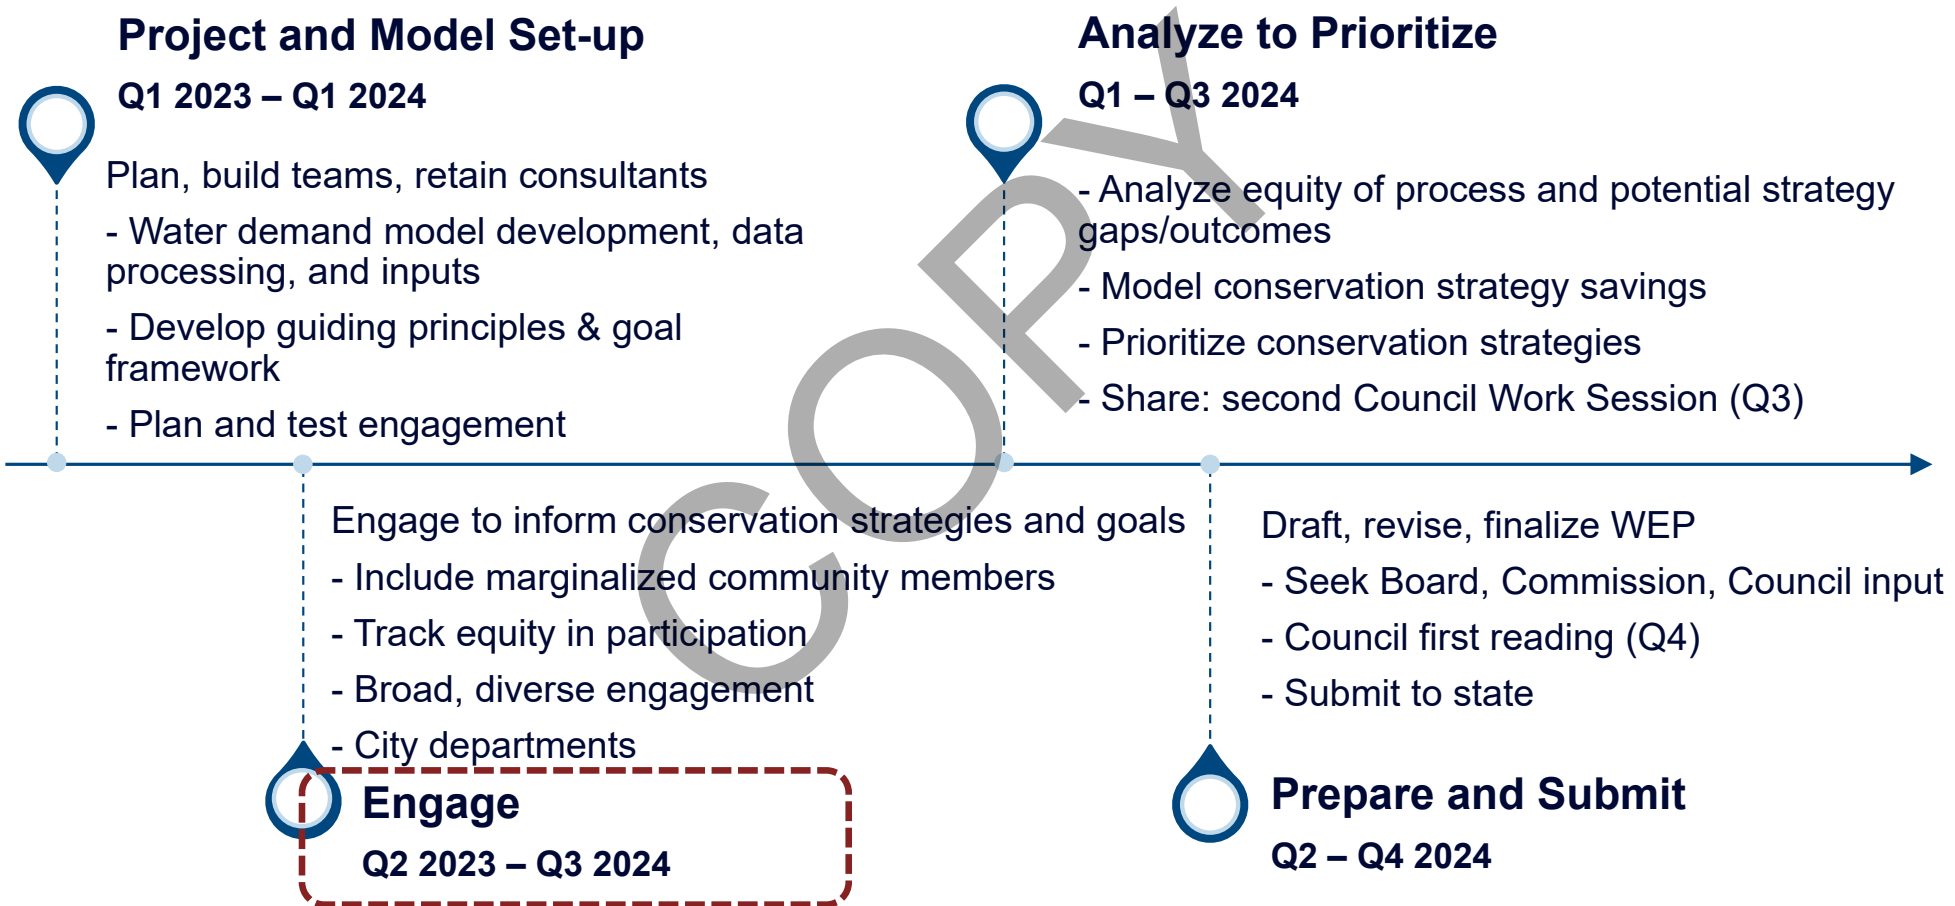 Project and Model Set-up
Q1 2023 – Q1 2024
Plan, build teams, retain consultants
- Water demand model development, data
processing, and inputs
- Develop guiding principles & goal
framework
- Plan and test engagement
Analyze to Prioritize
Q1 – Q3 2024
- Analyze equity of process and potential strategy
gaps/outcomes
- Model conservation strategy savings
- Prioritize conservation strategies
- Share: second Council Work Session (Q3)
Engage to inform conservation strategies and goals
- Include marginalized community members
- Track equity in participation
- Broad, diverse engagement
- City departments
Engage
Q2 2023 – Q3 2024
Draft, revise, finalize WEP
- Seek Board, Commission, Council input
- Council first reading (Q4)
- Submit to state
Prepare and Submit
Q2 – Q4 2024
COPY